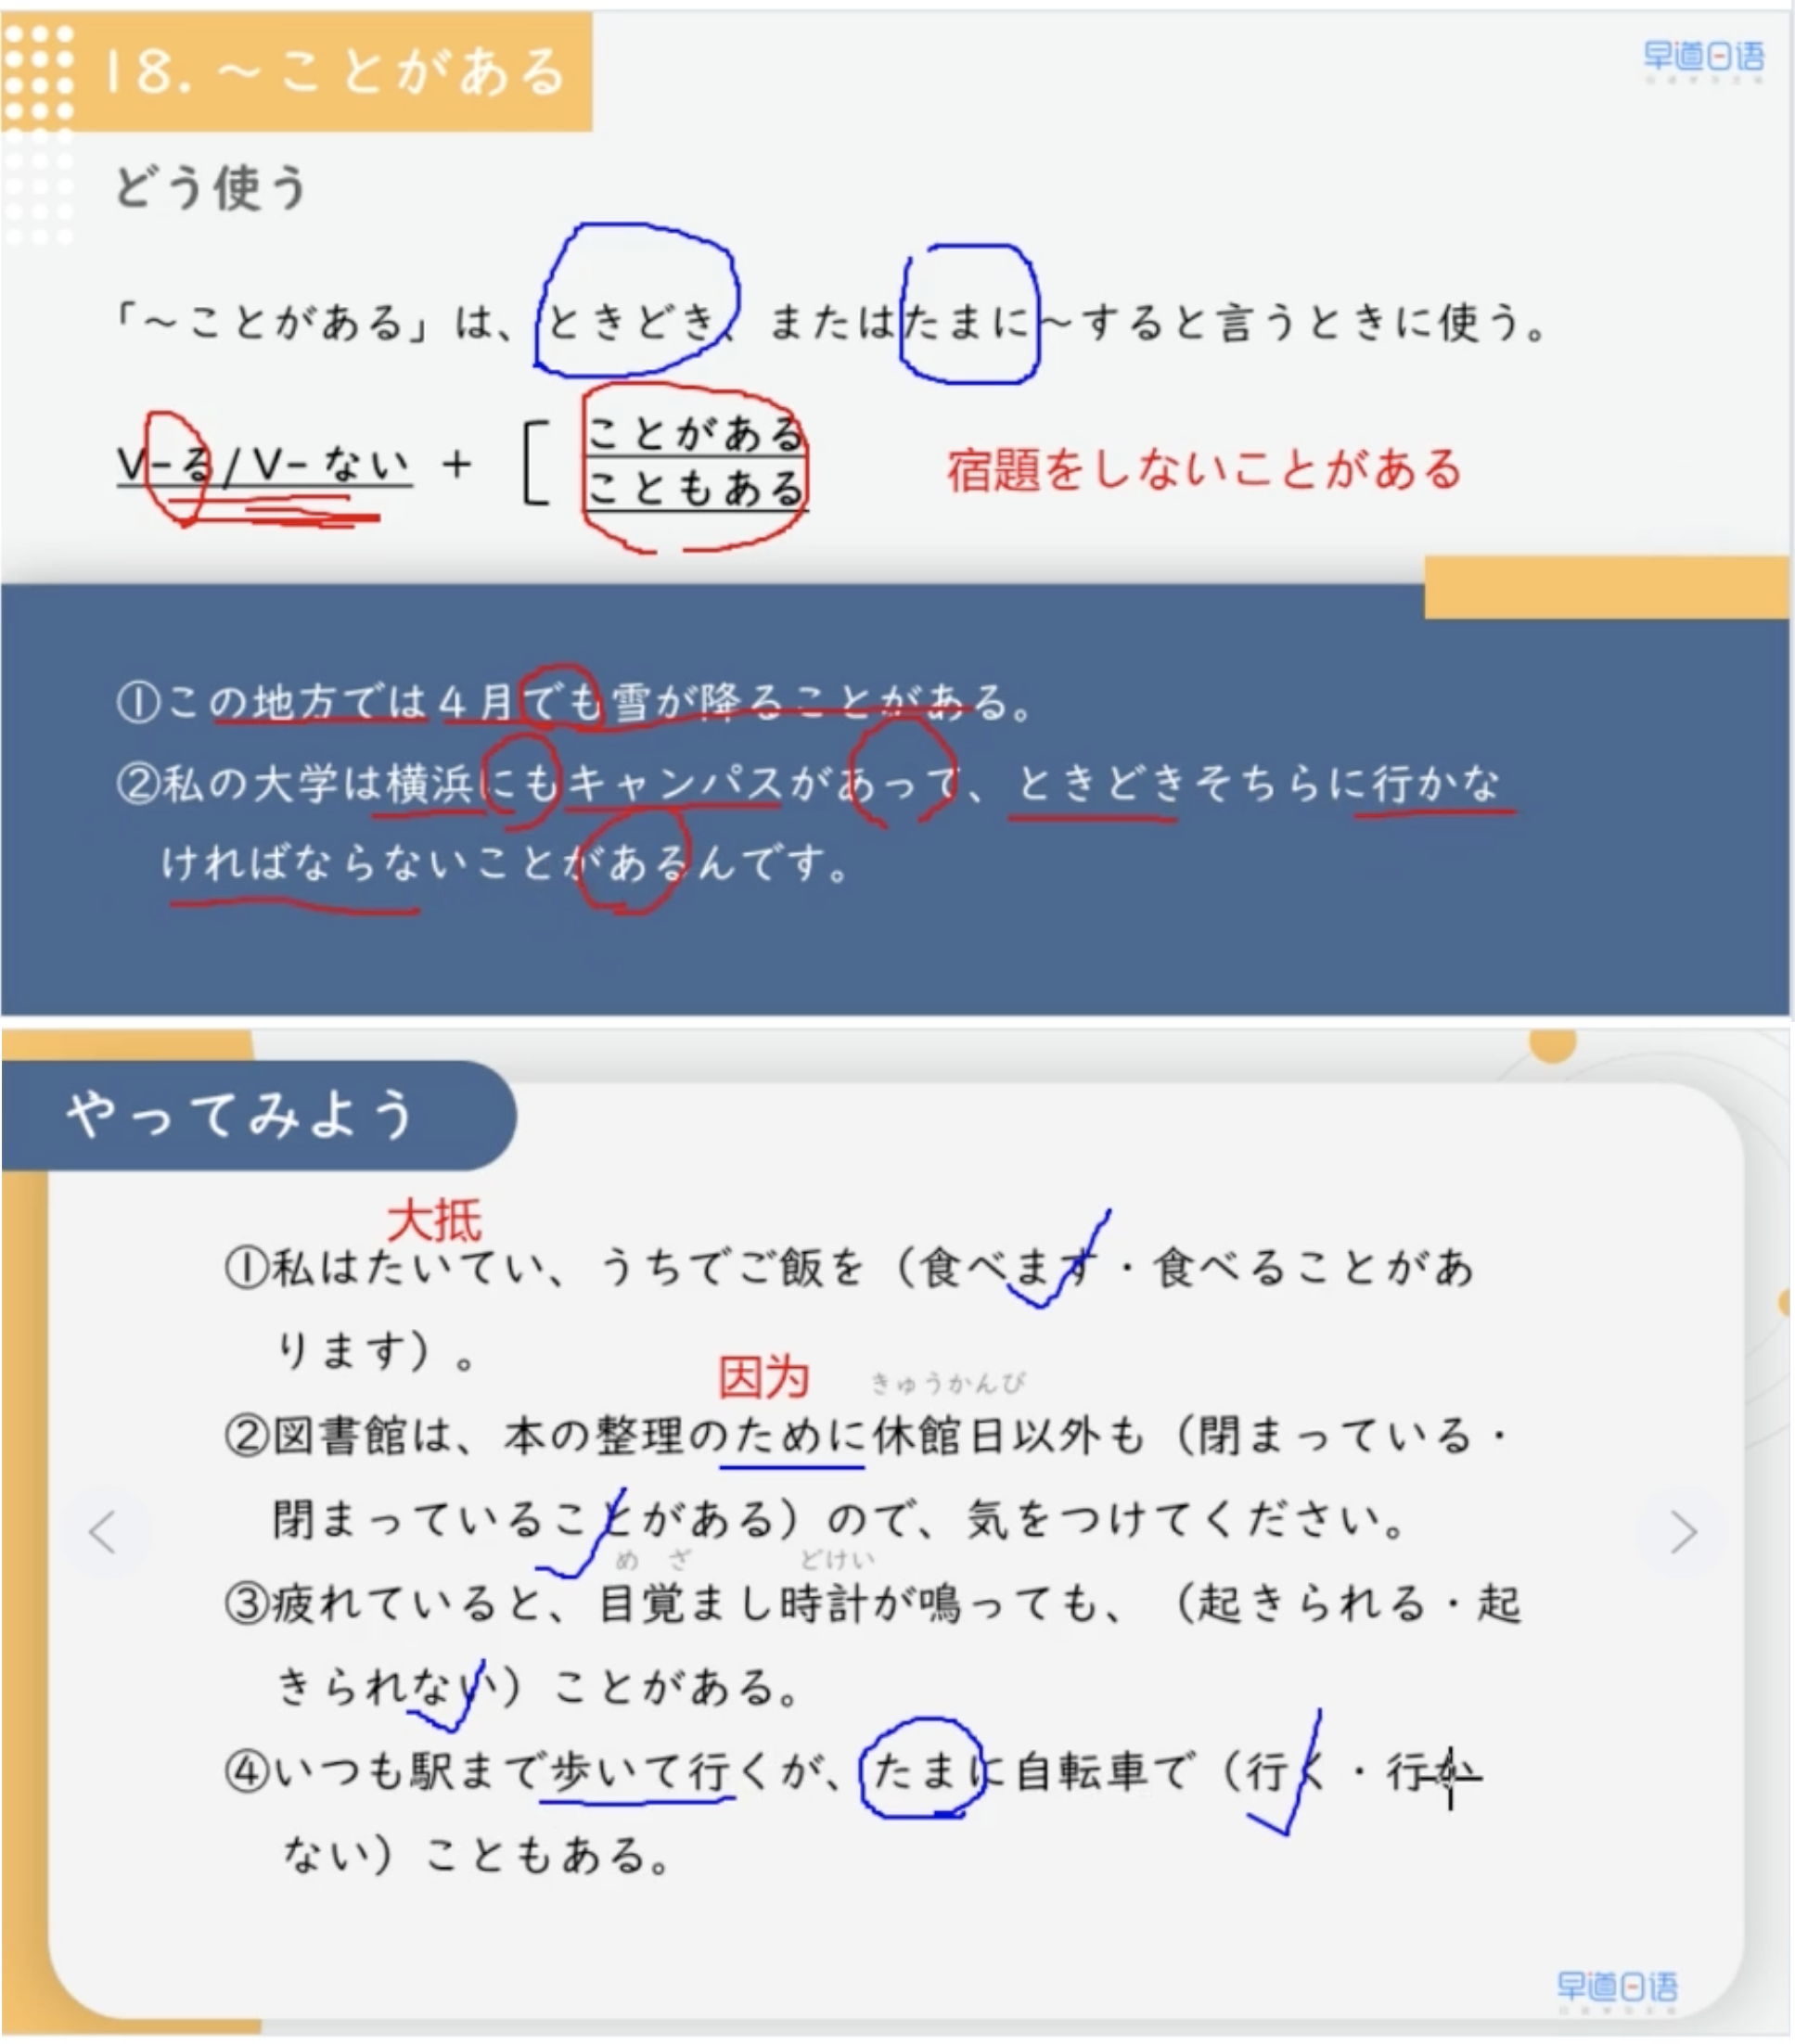 18. ～ことがある
早道日语
どう使う
「～ことがある」は、ときどき、またはたまに～すると言うときに使う。
V-る/V-ない + [ ことがある
こともある
宿題をしないことがある
①この地方では4月でも雪が降ることがある。
②私の大学は横浜にもキャンパスがあって、ときどきそちらに行かな
ければならないことがあるんです。
やってみよう
大抵
①私はたいてい、うちでご飯を（食べます・食べることがあ
ります）。
因为
きゅうかんび
②図書館は、本の整理のために休館日以外も（閉まっている・
閉まっていることがある）ので、気をつけてください。
め ざ どけい
③疲れていると、目覚まし時計が鳴っても、（起きられる・起
きられない）ことがある。
④いつも駅まで歩いて行くが、たまに自転車で（行く・行か
ない）こともある。
早道日语